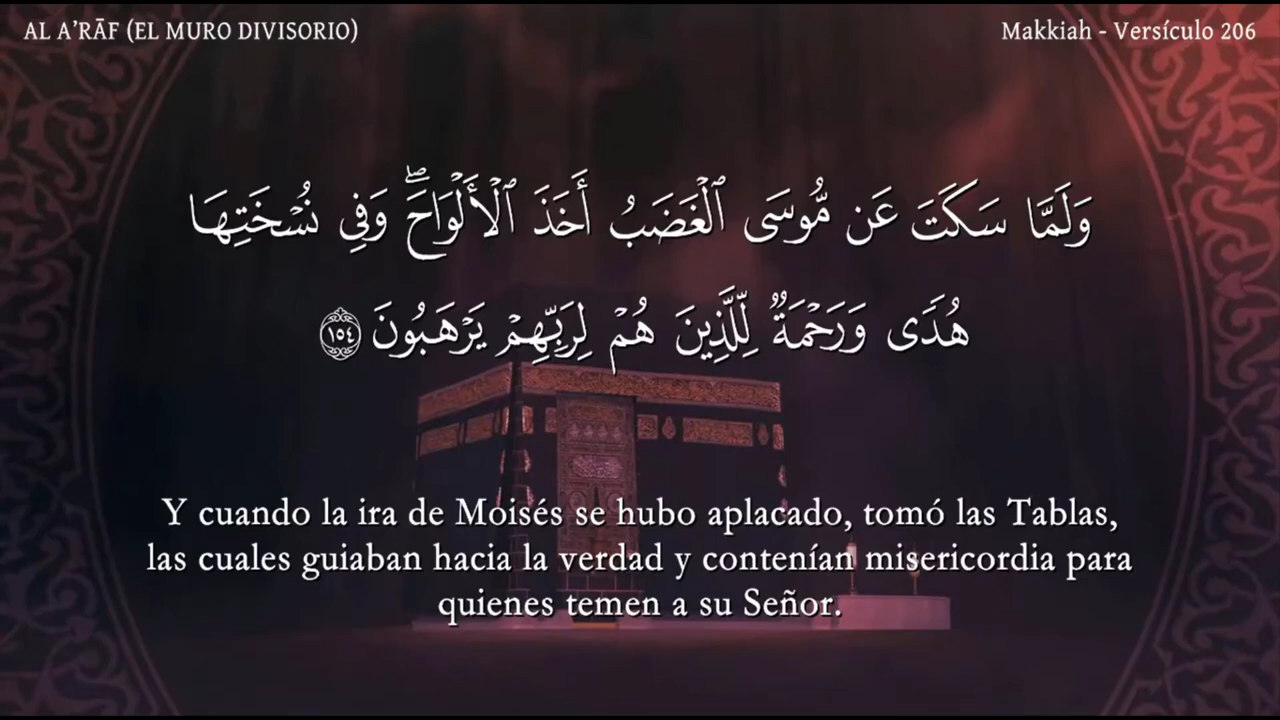 AL A'RĀF (EL MURO DIVISORIO)
Makkiah - Versículo 206
وَلَمَّا سَكَتَ عَن مُّوسَى ٱلْغَضَبُ أَخَذَ ٱلْأَلْوَاحَ ۖ وَفِى نُسْخَتِهَا
هُدًى وَرَحْمَةٌ لِّلَّذِينَ هُمْ لِرَبِّهِمْ يَرْهَبُونَ ١٥٤
Y cuando la ira de Moisés se hubo aplacado, tomó las Tablas,
las cuales guiaban hacia la verdad y contenían misericordia para
quienes temen a su Señor.